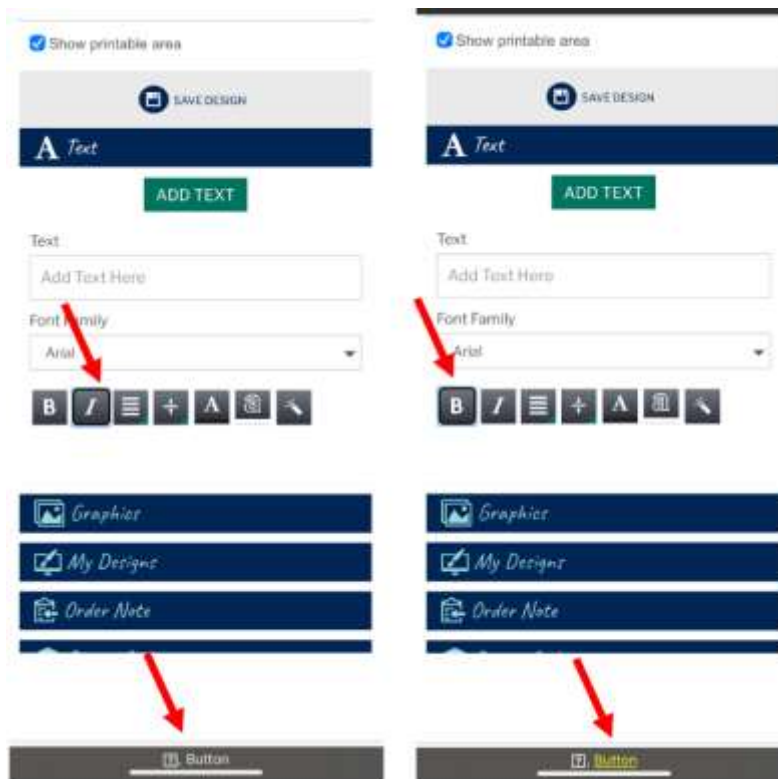 Show printable area
SAVE DESIGN
A Text
ADD TEXT
Text
Add Text Here
Font Family
Arial
B I A
Graphics
My Designs
Order Note
[?], Button
Show printable area
SAVE DESIGN
A Text
ADD TEXT
Text
Add Text Here
Font Family
Arial
B I A
Graphics
My Designs
Order Note
[?], Button